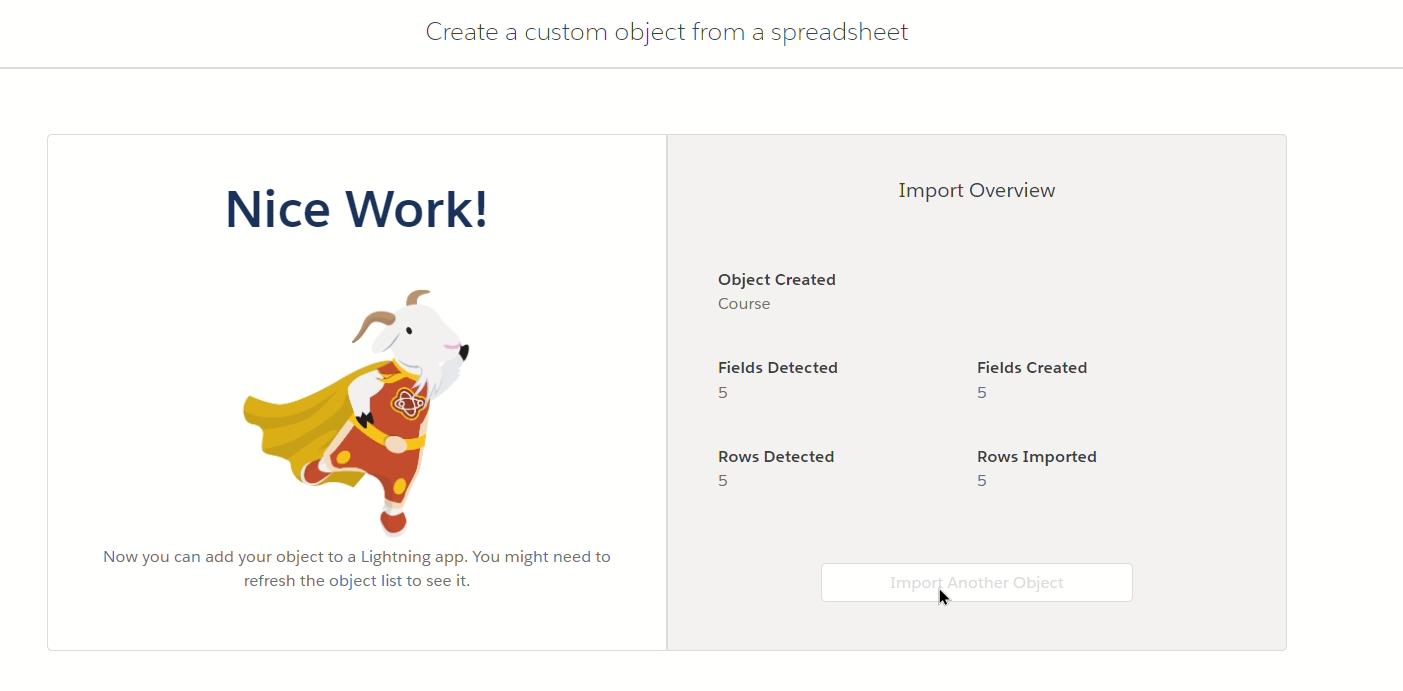 Create a custom object from a spreadsheet
Nice Work!
Now you can add your object to a Lightning app. You might need to
refresh the object list to see it.
Import Overview
Object Created
Course
Fields Detected
5
Fields Created
5
Rows Detected
5
Rows Imported
5
Import Another Object